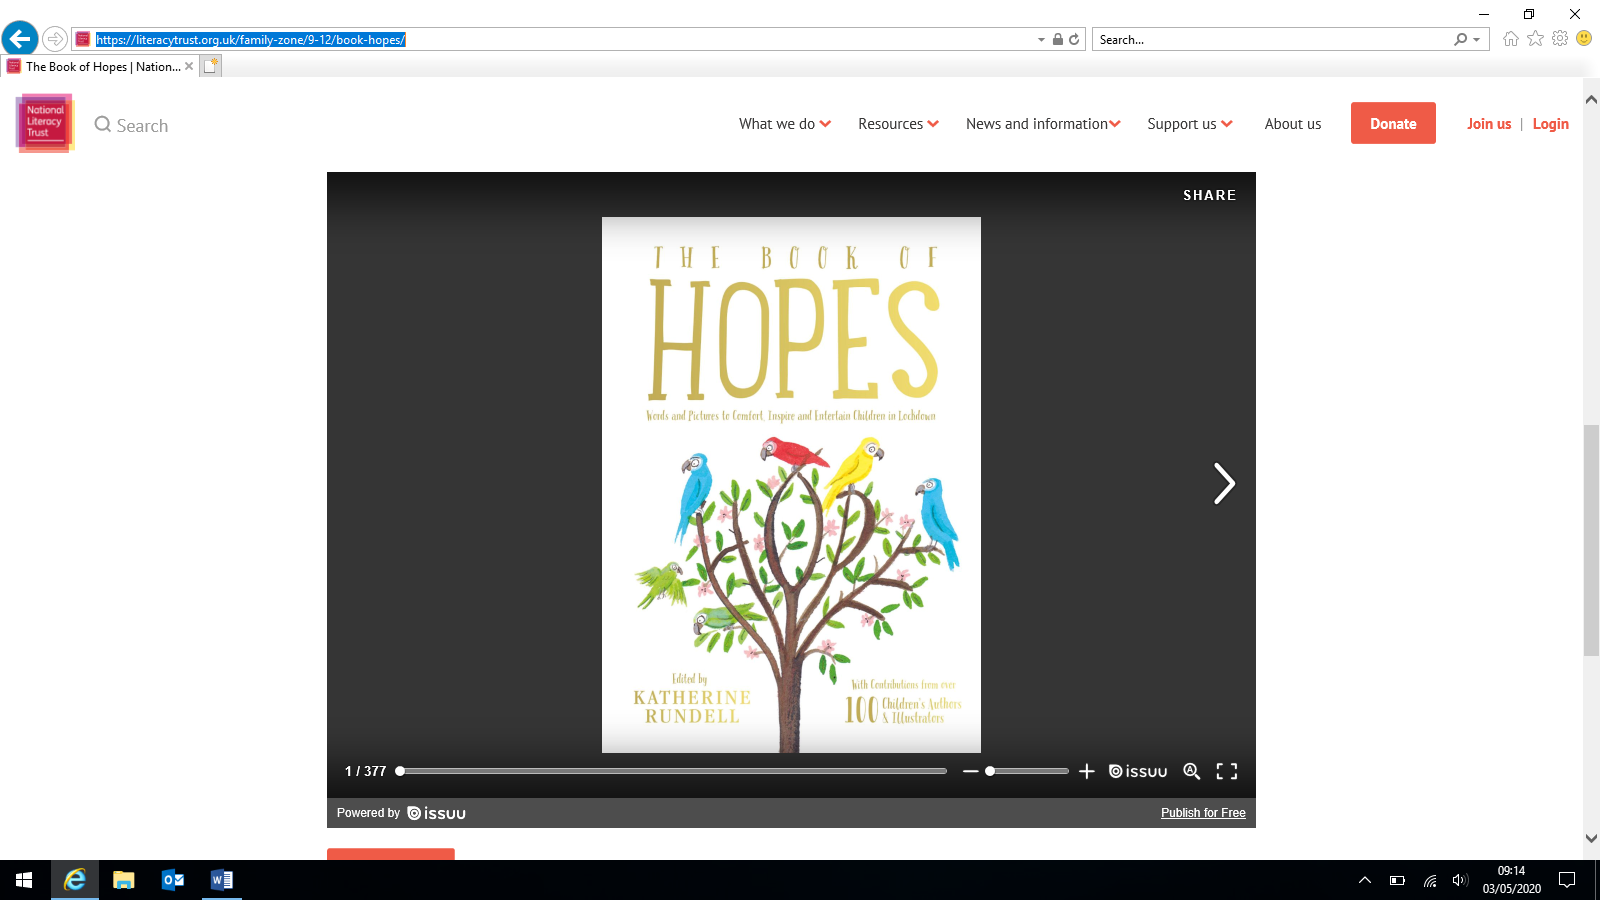 https://literacytrust.org.uk/family-zone/9-12/book-hopes/
Search...
The Book of Hopes | Nation...
National
Literacy
Trust
Search
What we do
Resources
News and information
Support us
About us
Donate
Join us | Login
SHARE
THE BOOK OF
HOPES
Words and Pictures to Comfort, Inspire and Entertain Children in Lockdown
Edited by
KATHERINE
RUNDELL
With Contributions from over
100 Children's Authors
& Illustrators
1 / 377
issuu
Powered by issuu
Publish for Free
09:14
03/05/2020